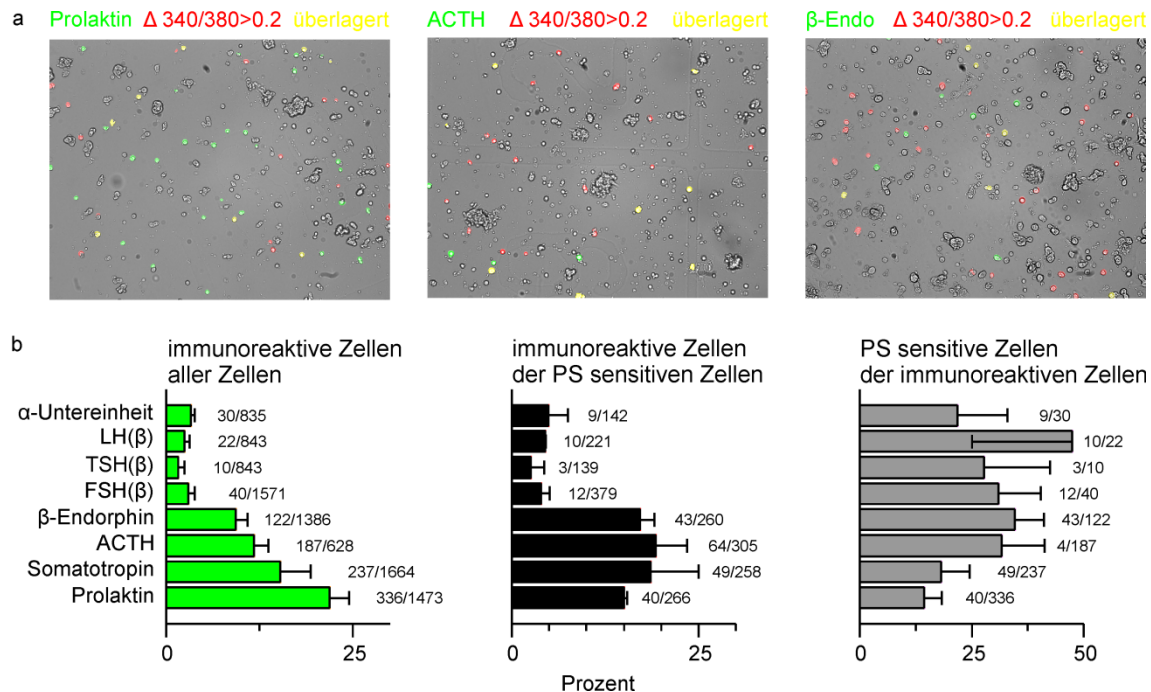 a
Prolaktin Δ 340/380>0.2 überlagert
ACTH Δ 340/380>0.2 überlagert
β-Endo Δ 340/380>0.2 überlagert
b
immunoreaktive Zellen
aller Zellen
immunoreaktive Zellen
der PS sensitiven Zellen
PS sensitive Zellen
der immunoreaktiven Zellen
α-Untereinheit 30/835 9/142 9/30
LH(β) 22/843 10/221 10/22
TSH(β) 10/843 3/139 3/10
FSH(β) 40/1571 12/379 12/40
β-Endorphin 122/1386 43/260 43/122
ACTH 187/628 64/305 4/187
Somatotropin 237/1664 49/258 49/237
Prolaktin 336/1473 40/266 40/336
0 25 0 25 0 25 50
Prozent